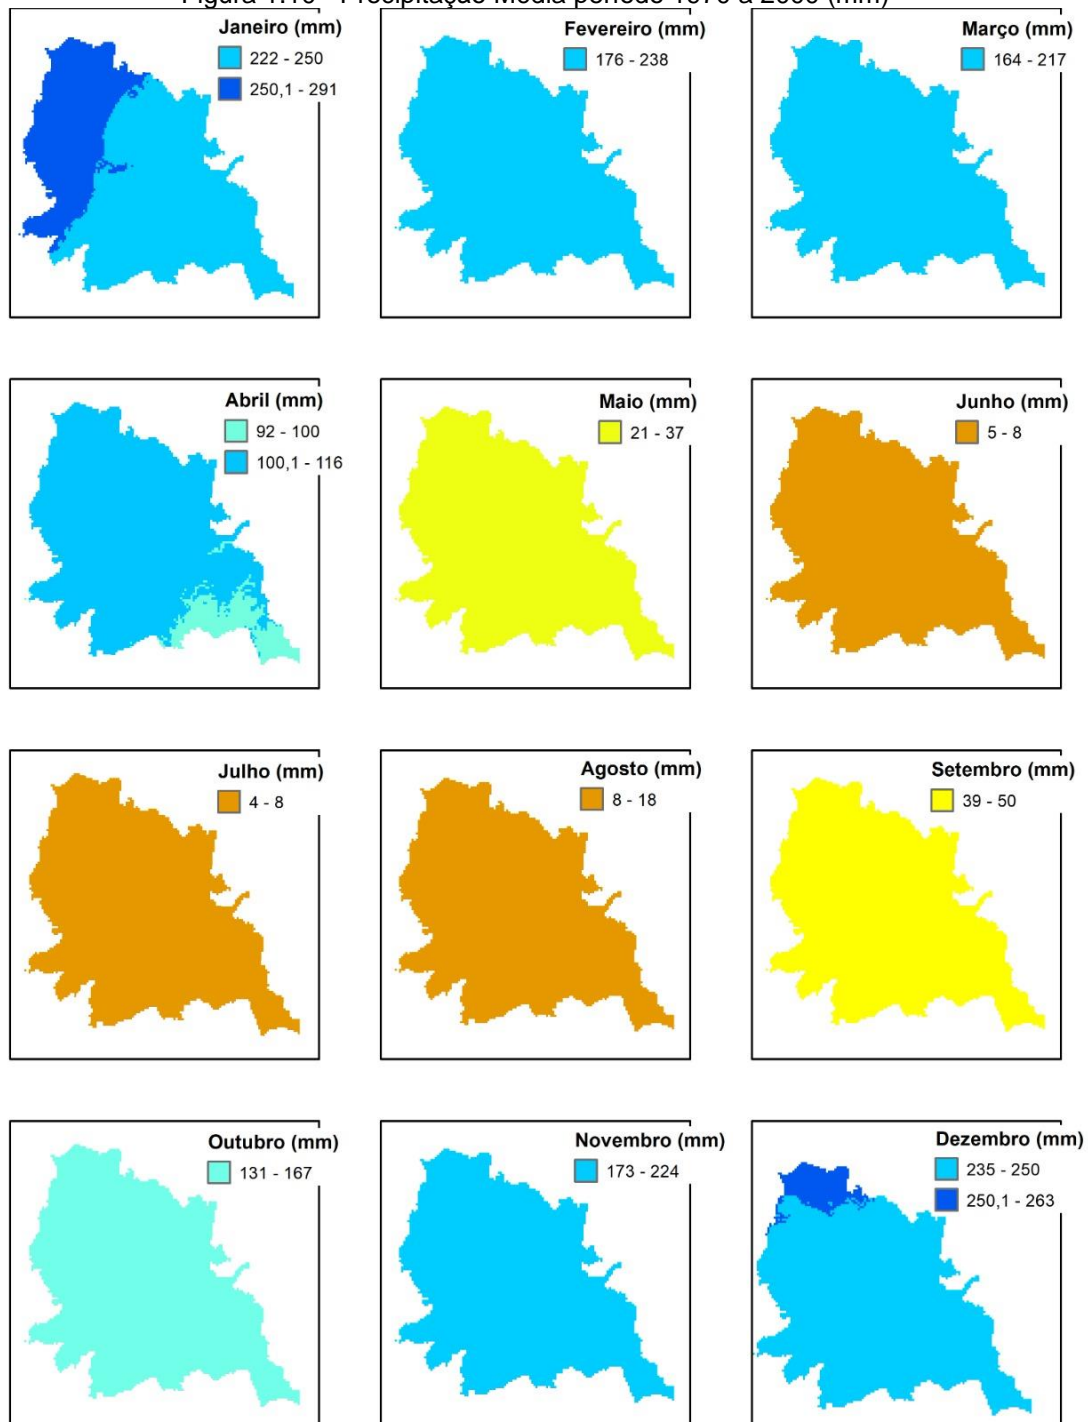 Precipitação Média período
Janeiro (mm)
222 - 250
250,1 - 291
Fevereiro (mm)
176 - 238
Março (mm)
164 - 217
Abril (mm)
92 - 100
100,1 - 116
Maio (mm)
21 - 37
Junho (mm)
5 - 8
Julho (mm)
4 - 8
Agosto (mm)
8 - 18
Setembro (mm)
39 - 50
Outubro (mm)
131 - 167
Novembro (mm)
173 - 224
Dezembro (mm)
235 - 250
250,1 - 263